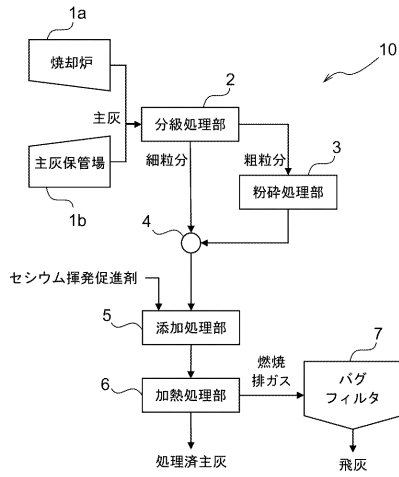 1a
焼却炉
10
2
主灰
分級処理部
細粒分
粗粒分
3
主灰保管場
粉砕処理部
1b
4
セシウム揮発促進剤
5
添加処理部
7
燃焼
排ガス
バグ
フィルタ
6
加熱処理部
処理済主灰
飛灰